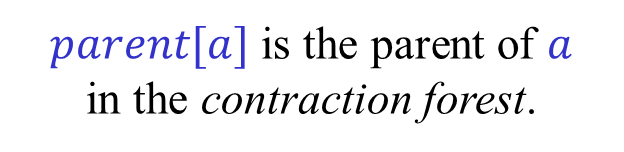 parent[a] is the parent of a
in the contraction forest.